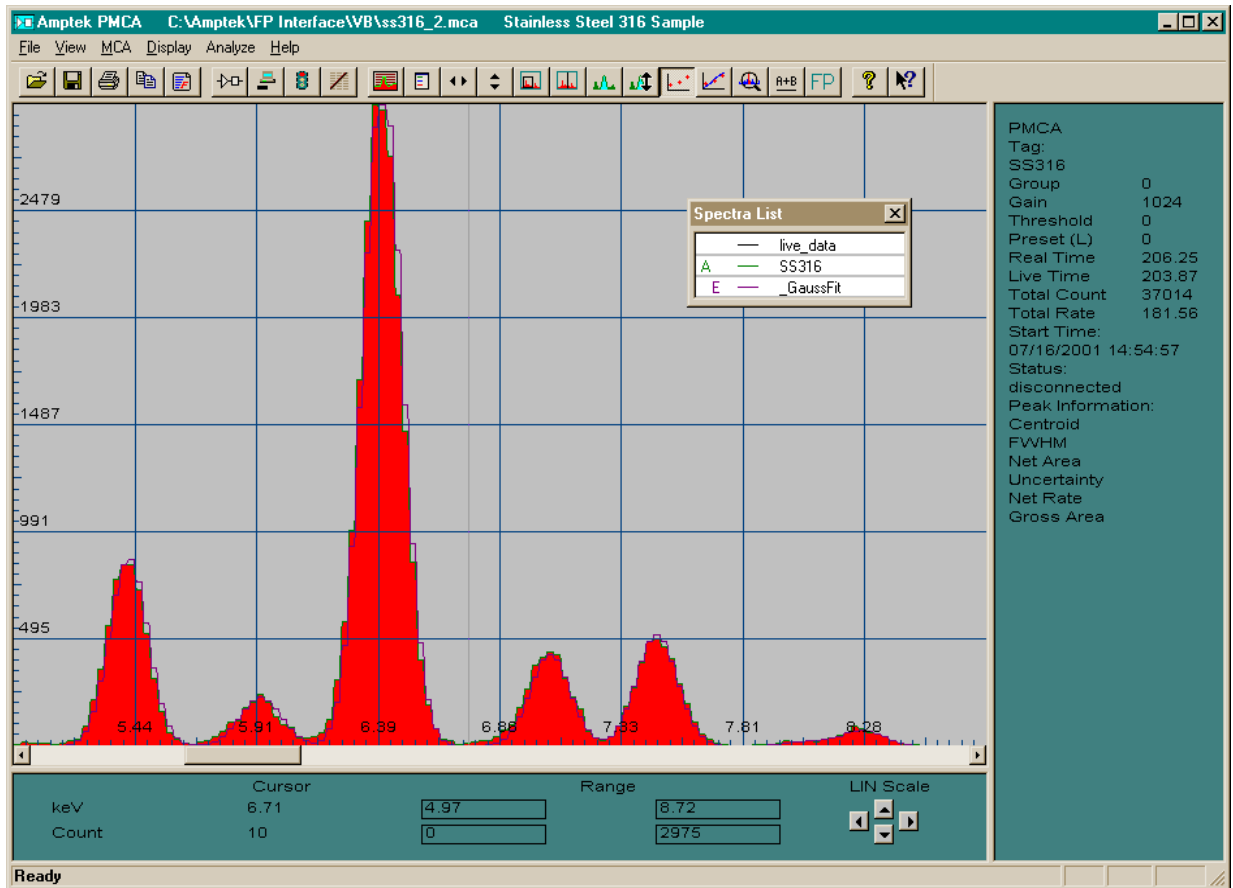 Amptek PMCA C:\Amptek\FP Interface\VB\ss316_2.mca Stainless Steel 316 Sample
File View MCA Display Analyze Help
A+B FP
2479
1983
1487
991
495
5.44 5.91 6.39 6.86 7.33 7.81 8.28
Spectra List
live_data
A SS316
E _GaussFit
PMCA
Tag:
SS316
Group 0
Gain 1024
Threshold 0
Preset (L) 0
Real Time 206.25
Live Time 203.87
Total Count 37014
Total Rate 181.56
Start Time:
07/16/2001 14:54:57
Status:
disconnected
Peak Information:
Centroid
FWHM
Net Area
Uncertainty
Net Rate
Gross Area
Cursor Range LIN Scale
keV 6.71 4.97 8.72
Count 10 0 2975
Ready